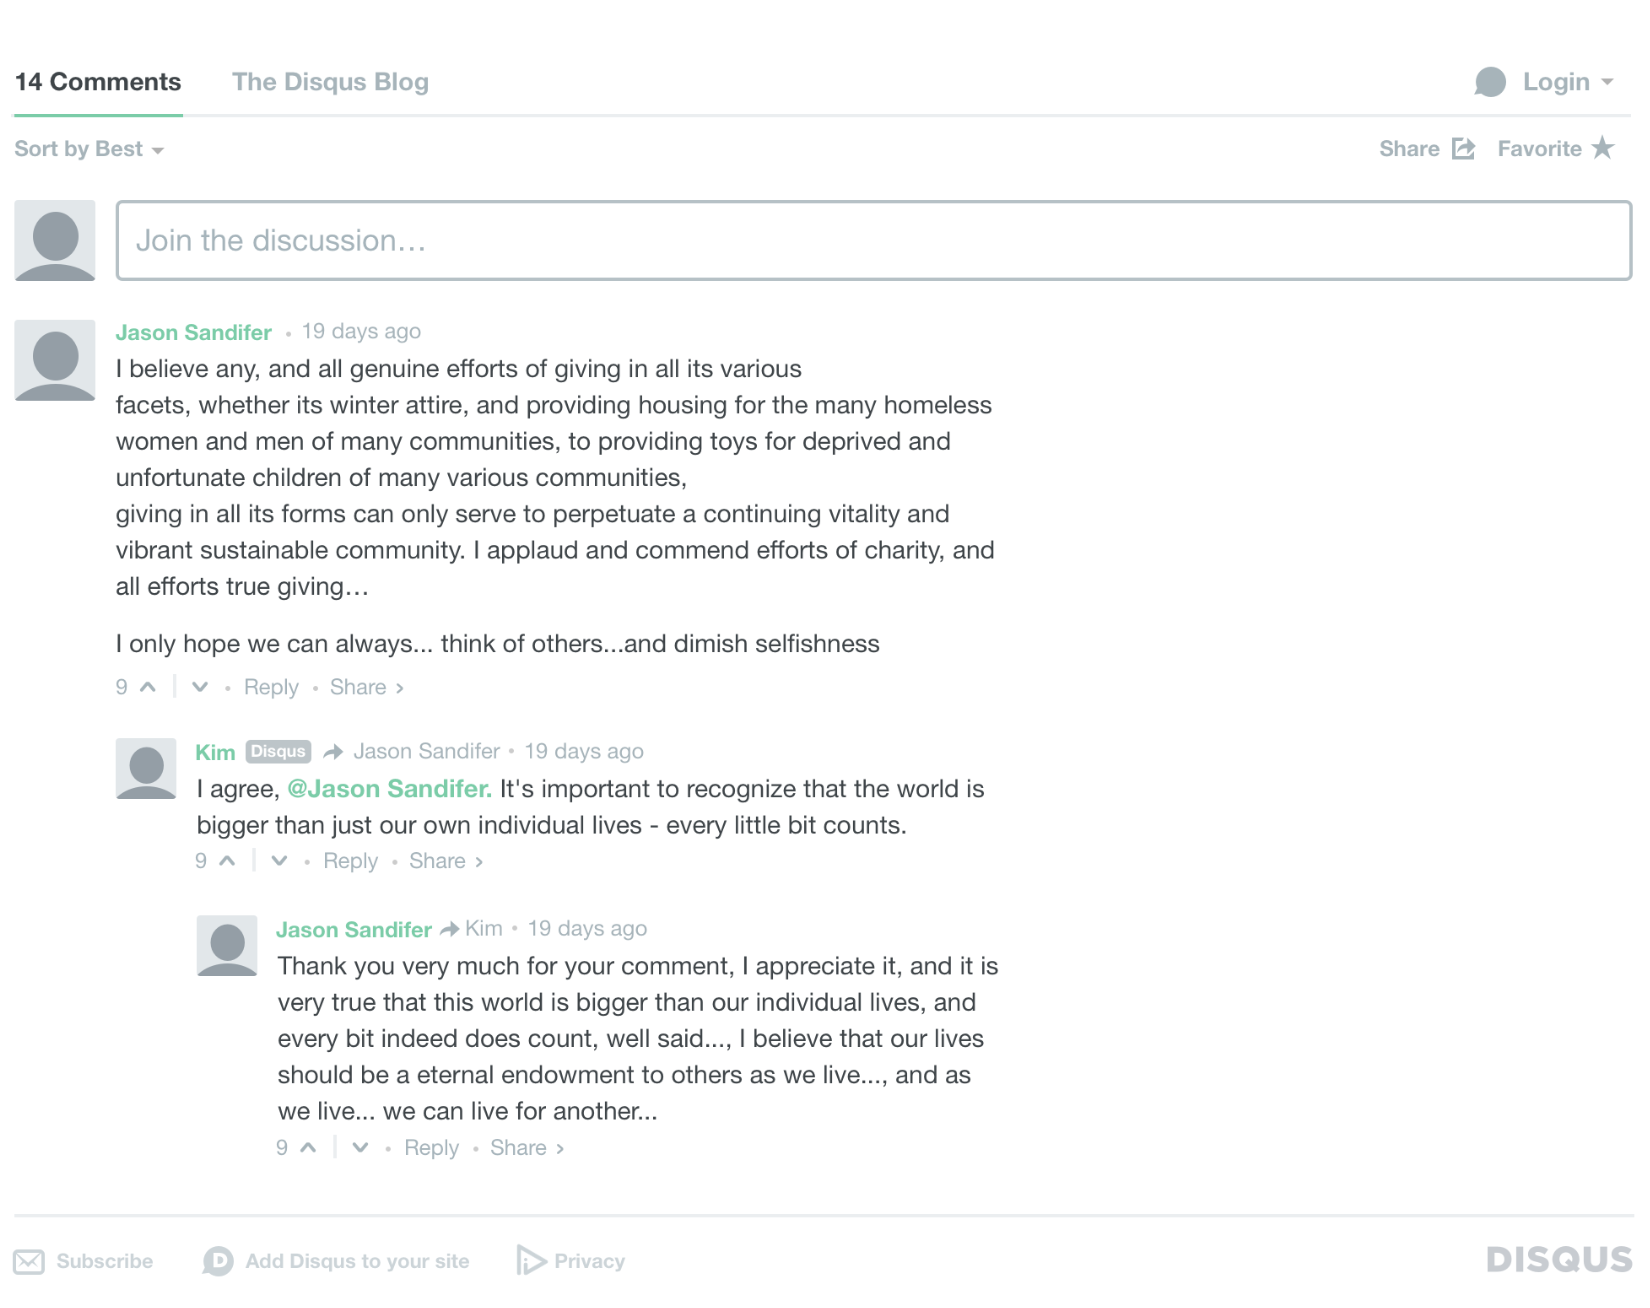 14 Comments The Disqus Blog Login
Sort by Best Share Favorite
Join the discussion…
Jason Sandifer • 19 days ago
I believe any, and all genuine efforts of giving in all its various
facets, whether its winter attire, and providing housing for the many homeless
women and men of many communities, to providing toys for deprived and
unfortunate children of many various communities,
giving in all its forms can only serve to perpetuate a continuing vitality and
vibrant sustainable community. I applaud and commend efforts of charity, and
all efforts true giving…
I only hope we can always... think of others...and dimish selfishness
9 • Reply • Share ›
Kim Disqus Jason Sandifer • 19 days ago
I agree, @Jason Sandifer. It's important to recognize that the world is
bigger than just our own individual lives - every little bit counts.
9 • Reply • Share ›
Jason Sandifer Kim • 19 days ago
Thank you very much for your comment, I appreciate it, and it is
very true that this world is bigger than our individual lives, and
every bit indeed does count, well said..., I believe that our lives
should be a eternal endowment to others as we live..., and as
we live... we can live for another...
9 • Reply • Share ›
Subscribe D Add Disqus to your site Privacy DISQUS